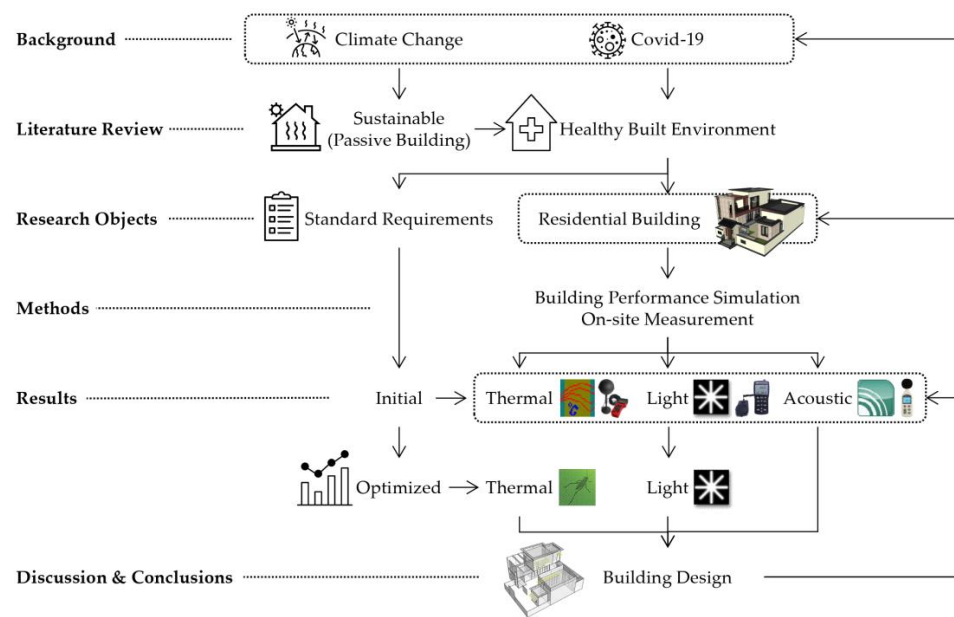 Background
Climate Change
Covid-19
Literature Review
Sustainable
(Passive Building)
Healthy Built Environment
Research Objects
Standard Requirements
Residential Building
Methods
Building Performance Simulation
On-site Measurement
Results
Initial
Thermal
Light
Acoustic
Optimized
Thermal
Light
Discussion & Conclusions
Building Design